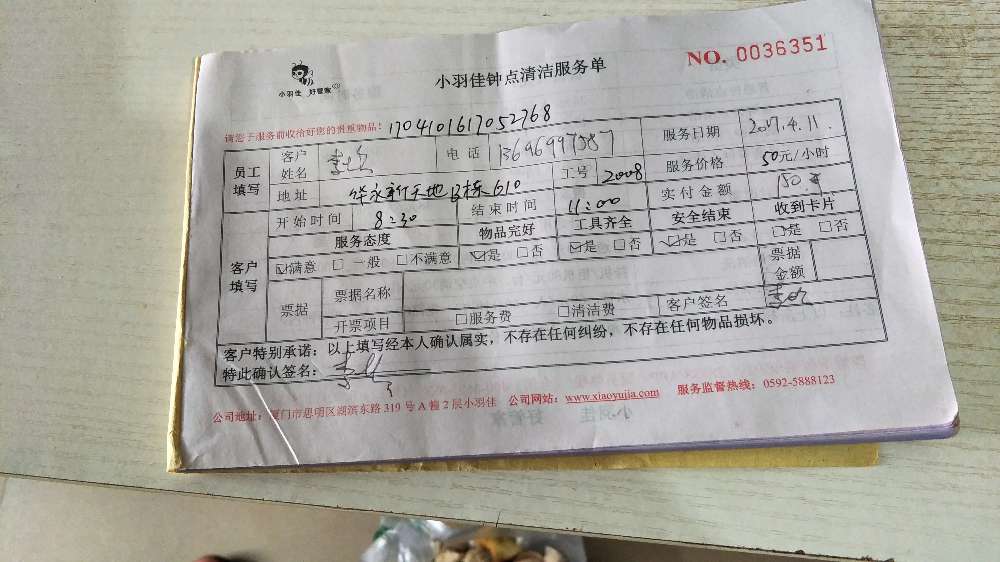 小羽佳 好管家
小羽佳钟点清洁服务单
NO. 0036351
请您于服务前收拾好您的贵重物品!
1704101617052768
员工填写 客户姓名 李 电话 服务日期 2017.4.11
地址 华永新天地B栋610 工号 2008 服务价格 50元/小时
客户填写 开始时间 8:30 结束时间 11:00 实付金额
服务态度 物品完好 工具齐全 安全结束 收到卡片
☑满意 □一般 □不满意 ☑是 □否 ☑是 □否 ☑是 □否 □是 □否
票据 票据名称 票据金额
开票项目 □服务费 □清洁费 客户签名 李
客户特别承诺：以上填写经本人确认属实，不存在任何纠纷，不存在任何物品损坏。
特此确认签名： 李
公司地址：厦门市思明区湖滨东路 319 号 A 幢 2 层小羽佳 公司网站：www.xiaoyujia.com 服务监督热线：0592-5888123